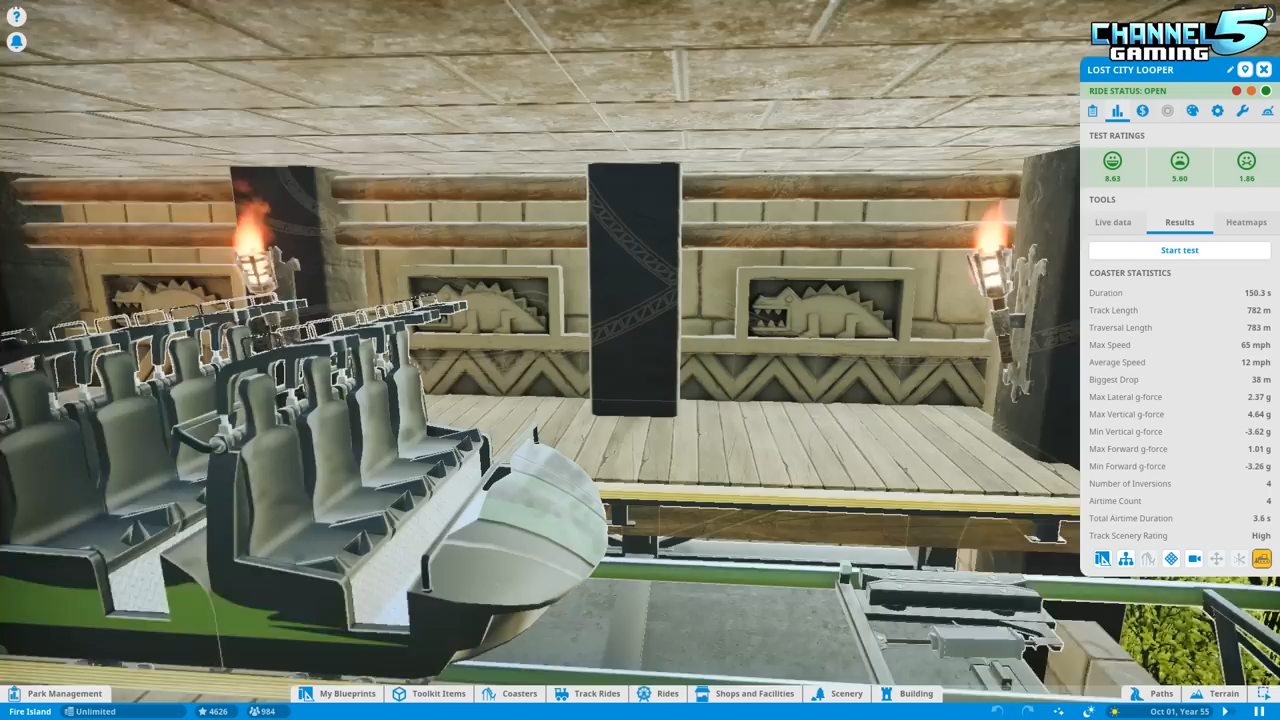 ?
CHANNEL 5
GAMING
LOST CITY LOOPER
RIDE STATUS: OPEN
TEST RATINGS
8.63 5.60 1.86
TOOLS
Live data Results Heatmaps
Start test
COASTER STATISTICS
Duration 150.3 s
Track Length 782 m
Traversal Length 783 m
Max Speed 65 mph
Average Speed 12 mph
Biggest Drop 38 m
Max Lateral g-force 2.37 g
Max Vertical g-force 4.64 g
Min Vertical g-force -3.62 g
Max Forward g-force 1.01 g
Min Forward g-force -3.26 g
Number of Inversions 4
Airtime Count 4
Total Airtime Duration 3.6 s
Track Scenery Rating High
Park Management My Blueprints Toolkit Items Coasters Track Rides Rides Shops and Facilities Scenery Building Paths Terrain
Fire Island Unlimited 4626 984 Oct 01, Year 55